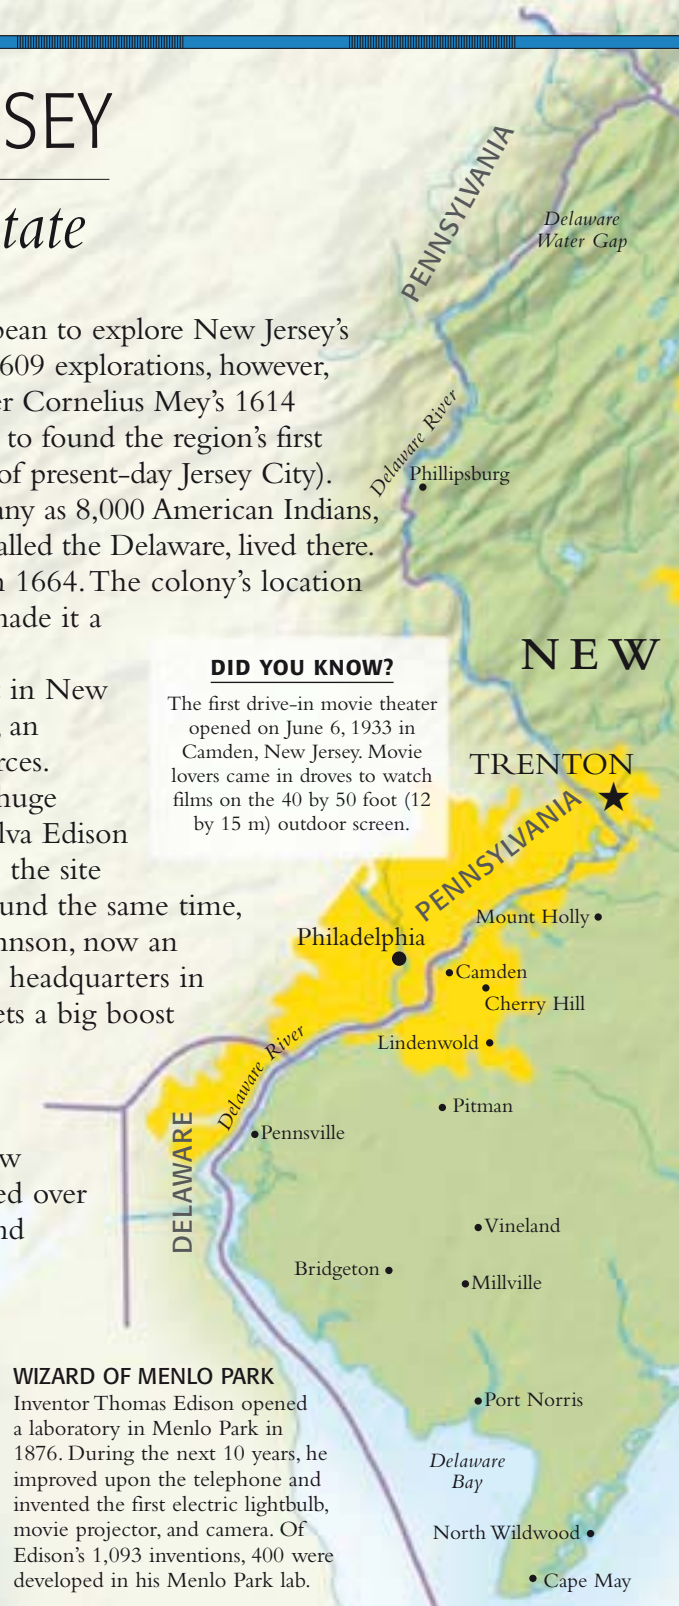 SEY
tate
PENNSYLVANIA
Delaware
Water Gap
pean to explore New Jersey's
609 explorations, however,
er Cornelius Mey's 1614
to found the region's first
of present-day Jersey City).
any as 8,000 American Indians,
alled the Delaware, lived there.
n 1664. The colony's location
made it a
Delaware River
Phillipsburg
NEW
t in New
, an
rces.
huge
lva Edison
the site
und the same time,
hnson, now an
headquarters in
ets a big boost
DID YOU KNOW?
The first drive-in movie theater
opened on June 6, 1933 in
Camden, New Jersey. Movie
lovers came in droves to watch
films on the 40 by 50 foot (12
by 15 m) outdoor screen.
TRENTON
PENNSYLVANIA
Mount Holly
Philadelphia
Camden
Cherry Hill
Lindenwold
Delaware River
Pitman
Pennsville
DELAWARE
w
ed over
nd
Vineland
Bridgeton
Millville
WIZARD OF MENLO PARK
Inventor Thomas Edison opened
a laboratory in Menlo Park in
1876. During the next 10 years, he
improved upon the telephone and
invented the first electric lightbulb,
movie projector, and camera. Of
Edison's 1,093 inventions, 400 were
developed in his Menlo Park lab.
Port Norris
Delaware
Bay
North Wildwood
Cape May